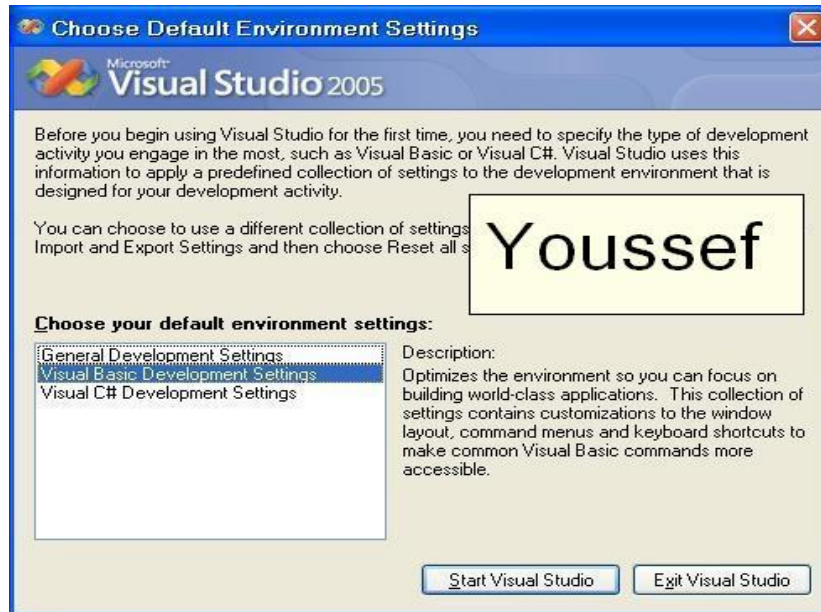 Choose Default Environment Settings
Microsoft
Visual Studio 2005
Before you begin using Visual Studio for the first time, you need to specify the type of development
activity you engage in the most, such as Visual Basic or Visual C#. Visual Studio uses this
information to apply a predefined collection of settings to the development environment that is
designed for your development activity.
You can choose to use a different collection of settings
Import and Export Settings and then choose Reset all s
Youssef
Choose your default environment settings:
General Development Settings
Visual Basic Development Settings
Visual C# Development Settings
Description:
Optimizes the environment so you can focus on
building world-class applications. This collection of
settings contains customizations to the window
layout, command menus and keyboard shortcuts to
make common Visual Basic commands more
accessible.
Start Visual Studio
Exit Visual Studio